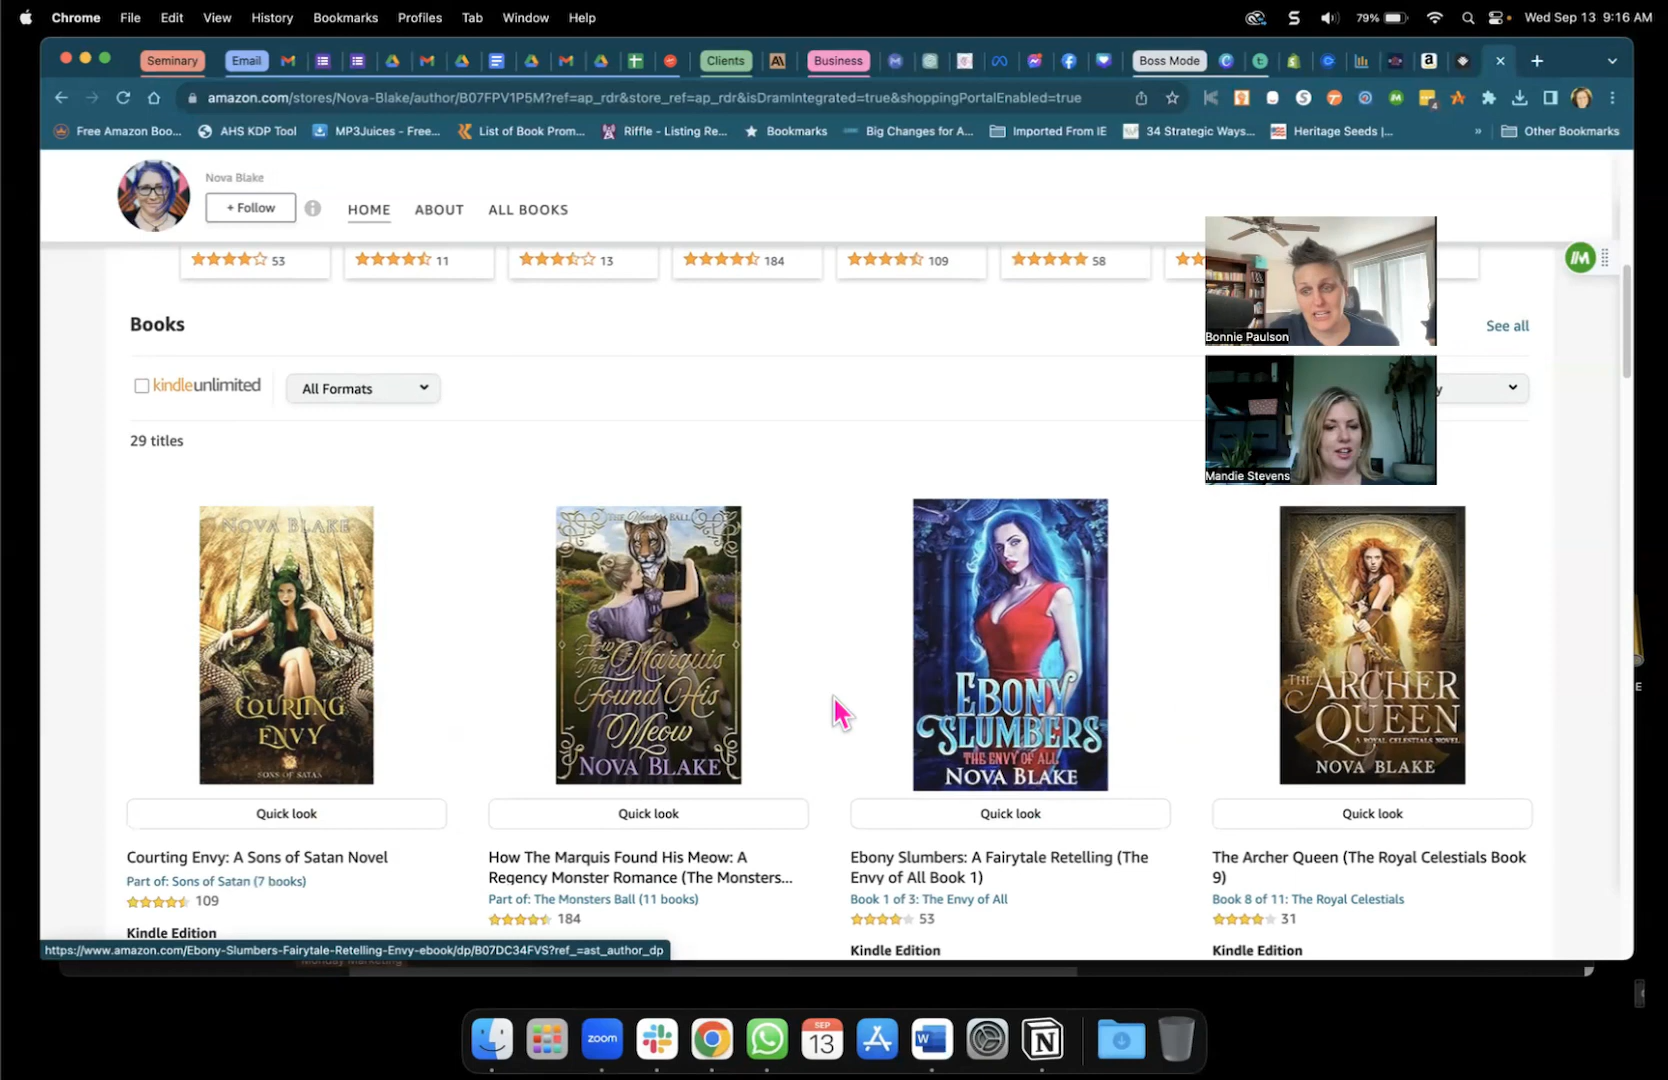 Chrome File Edit View History Bookmarks Profiles Tab Window Help 79% Wed Sep 13 9:16 AM
Seminary Email Clients Business Boss Mode
amazon.com/stores/Nova-Blake/author/B07FPV1P5M?ref=ap_rdr&store_ref=ap_rdr&isDramIntegrated=true&shoppingPortalEnabled=true
Free Amazon Boo... AHS KDP Tool MP3Juices - Free... List of Book Prom... Riffle - Listing Re... Bookmarks Big Changes for A... Imported From IE 34 Strategic Ways... Heritage Seeds |... » Other Bookmarks
Nova Blake
+ Follow HOME ABOUT ALL BOOKS
53 11 13 184 109 58
Bonnie Paulson
Books See all
kindleunlimited All Formats y
29 titles
Mandie Stevens
NOVA BLAKE
COURTING
ENVY
SONS OF SATAN
THE Monsters BALL
How
The Marquis
Found His
Meow
NOVA BLAKE
EBONY
SLUMBERS
THE ENVY OF ALL
NOVA BLAKE
THE ARCHER
QUEEN
A ROYAL CELESTIALS NOVEL
NOVA BLAKE
Quick look Quick look Quick look Quick look
Courting Envy: A Sons of Satan Novel
Part of: Sons of Satan (7 books)
109
Kindle Edition
How The Marquis Found His Meow: A
Regency Monster Romance (The Monsters...
Part of: The Monsters Ball (11 books)
184
Ebony Slumbers: A Fairytale Retelling (The
Envy of All Book 1)
Book 1 of 3: The Envy of All
53
Kindle Edition
The Archer Queen (The Royal Celestials Book
9)
Book 8 of 11: The Royal Celestials
31
Kindle Edition
https://www.amazon.com/Ebony-Slumbers-Fairytale-Retelling-Envy-ebook/dp/B07DC34FVS?ref_=ast_author_dp
zoom
SEP
13